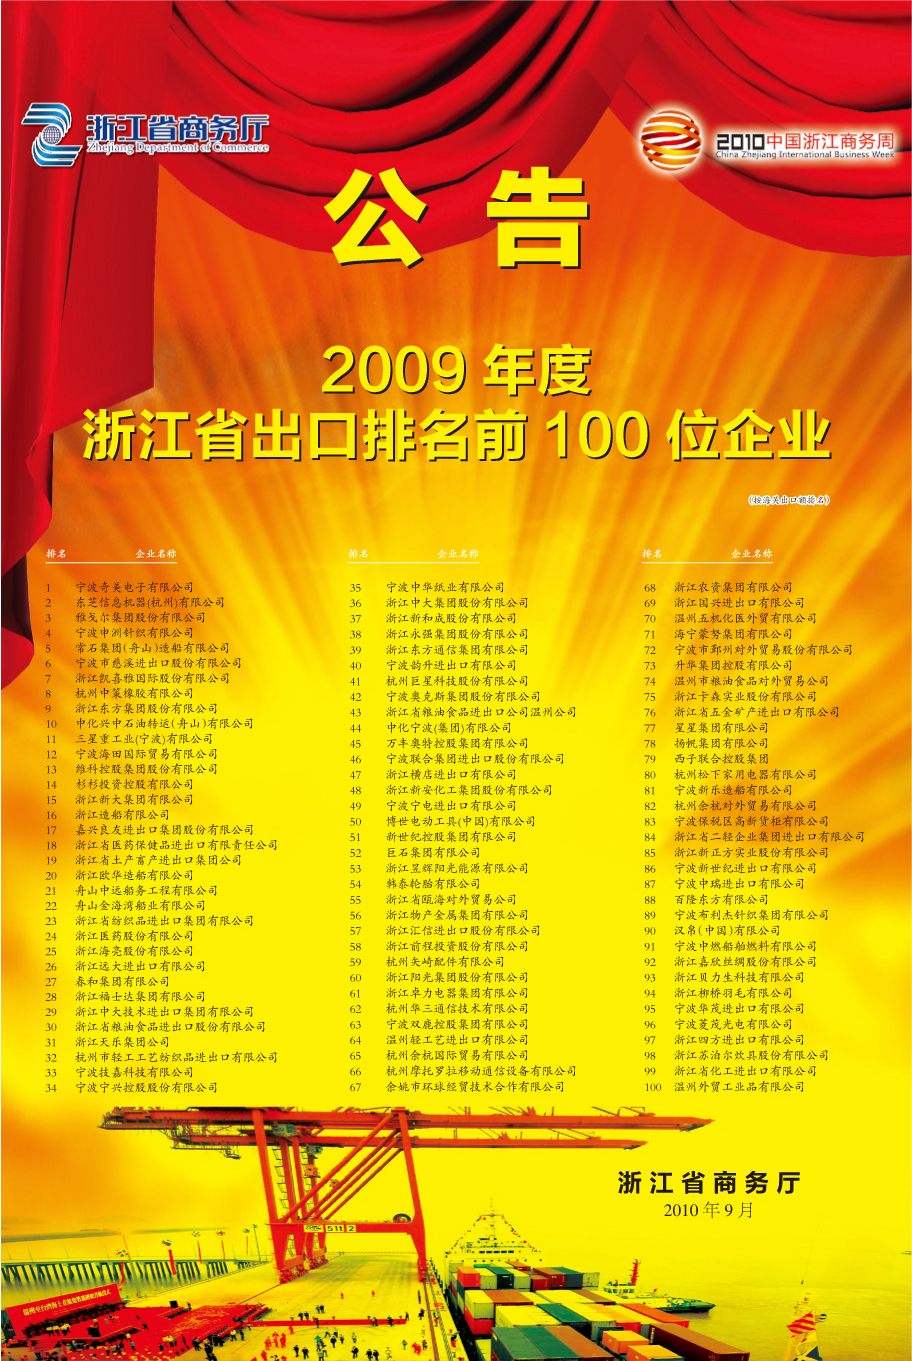 浙江省商务厅
Zhejiang Department of Commerce
2010中国浙江商务周
China Zhejiang International Business Week
公 告
2009 年度
浙江省出口排名前 100 位企业
(按海关出口额排名)
排名 企业名称
1 宁波奇美电子有限公司
2 东芝信息机器(杭州)有限公司
3 雅戈尔集团股份有限公司
4 宁波申洲针织有限公司
5 常石集团(舟山)造船有限公司
6 宁波市慈溪进出口股份有限公司
7 浙江凯喜雅国际股份有限公司
8 杭州中策橡胶有限公司
9 浙江东方集团股份有限公司
10 中化兴中石油转运(舟山)有限公司
11 三星重工业(宁波)有限公司
12 宁波海田国际贸易有限公司
13 维科控股集团股份有限公司
14 杉杉投资控股有限公司
15 浙江新大集团有限公司
16 浙江造船有限公司
17 嘉兴良友进出口集团股份有限公司
18 浙江省医药保健品进出口有限责任公司
19 浙江省土产畜产进出口集团公司
20 浙江欧华造船有限公司
21 舟山中远船务工程有限公司
22 舟山金海湾船业有限公司
23 浙江省纺织品进出口集团有限公司
24 浙江医药股份有限公司
25 浙江海亮股份有限公司
26 浙江远大进出口有限公司
27 春和集团有限公司
28 浙江福士达集团有限公司
29 浙江中大技术进出口集团有限公司
30 浙江省粮油食品进出口股份有限公司
31 浙江天乐集团公司
32 杭州市轻工工艺纺织品进出口有限公司
33 宁波技嘉科技有限公司
34 宁波宁兴控股股份有限公司
排名 企业名称
35 宁波中华纸业有限公司
36 浙江中大集团股份有限公司
37 浙江新和成股份有限公司
38 浙江永强集团股份有限公司
39 浙江东方通信集团有限公司
40 宁波韵升进出口有限公司
41 杭州巨星科技股份有限公司
42 宁波奥克斯集团股份有限公司
43 浙江省粮油食品进出口公司温州公司
44 中化宁波(集团)有限公司
45 万丰奥特控股集团有限公司
46 宁波联合集团进出口股份有限公司
47 浙江横店进出口有限公司
48 浙江新安化工集团股份有限公司
49 宁波宁电进出口有限公司
50 博世电动工具(中国)有限公司
51 新世纪控股集团有限公司
52 巨石集团有限公司
53 浙江昱辉阳光能源有限公司
54 韩泰轮胎有限公司
55 浙江省瓯海对外贸易公司
56 浙江物产金属集团有限公司
57 浙江汇信进出口股份有限公司
58 浙江前程投资股份有限公司
59 杭州矢崎配件有限公司
60 浙江阳光集团股份有限公司
61 浙江卓力电器集团有限公司
62 杭州华三通信技术有限公司
63 宁波双鹿控股集团有限公司
64 温州轻工艺进出口有限公司
65 杭州余杭国际贸易有限公司
66 杭州摩托罗拉移动通信设备有限公司
67 余姚市环球经贸技术合作有限公司
排名 企业名称
68 浙江农资集团有限公司
69 浙江国兴进出口有限公司
70 温州五机化医外贸有限公司
71 海宁蒙努集团有限公司
72 宁波市鄞州对外贸易股份有限公司
73 升华集团控股有限公司
74 温州市粮油食品对外贸易公司
75 浙江卡森实业股份有限公司
76 浙江省五金矿产进出口有限公司
77 星星集团有限公司
78 扬帆集团有限公司
79 西子联合控股集团
80 杭州松下家用电器有限公司
81 宁波新乐造船有限公司
82 杭州余杭对外贸易有限公司
83 宁波保税区高新货柜有限公司
84 浙江省二轻企业集团进出口有限公司
85 浙江新正方实业股份有限公司
86 宁波新世纪进出口有限公司
87 宁波中瑞进出口有限公司
88 百隆东方有限公司
89 宁波布利杰针织集团有限公司
90 汉帛(中国)有限公司
91 宁波中燃船舶燃料有限公司
92 浙江嘉欣丝绸股份有限公司
93 浙江贝力生科技有限公司
94 浙江柳桥羽毛有限公司
95 宁波华茂进出口有限公司
96 宁波菱茂光电有限公司
97 浙江四方进出口有限公司
98 浙江苏泊尔炊具股份有限公司
99 浙江省化工进出口有限公司
100 温州外贸工业品有限公司
浙江省商务厅
2010 年 9 月